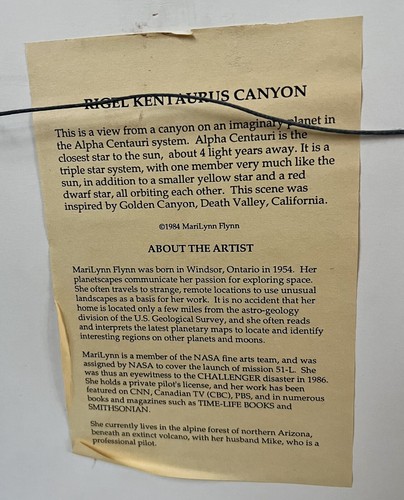 RIGEL KENTAURUS CANYON
This is a view from a canyon on an imaginary planet in
the Alpha Centauri system. Alpha Centauri is the
closest star to the sun, about 4 light years away. It is a
triple star system, with one member very much like the
sun, in addition to a smaller yellow star and a red
dwarf star, all orbiting each other. This scene was
inspired by Golden Canyon, Death Valley, California.
©1984 MariLynn Flynn
ABOUT THE ARTIST
MariLynn Flynn was born in Windsor, Ontario in 1954. Her
planetscapes communicate her passion for exploring space.
She often travels to strange, remote locations to use unusual
landscapes as a basis for her work. It is no accident that her
home is located only a few miles from the astro-geology
division of the U.S. Geological Survey, and she often reads
and interprets the latest planetary maps to locate and identify
interesting regions on other planets and moons.
MariLynn is a member of the NASA fine arts team, and was
assigned by NASA to cover the launch of mission 51-L. She
was thus an eyewitness to the CHALLENGER disaster in 1986.
She holds a private pilot's license, and her work has been
featured on CNN, Canadian TV (CBC), PBS, and in numerous
books and magazines such as TIME-LIFE BOOKS and
SMITHSONIAN.
She currently lives in the alpine forest of northern Arizona,
beneath an extinct volcano, with her husband Mike, who is a
professional pilot.